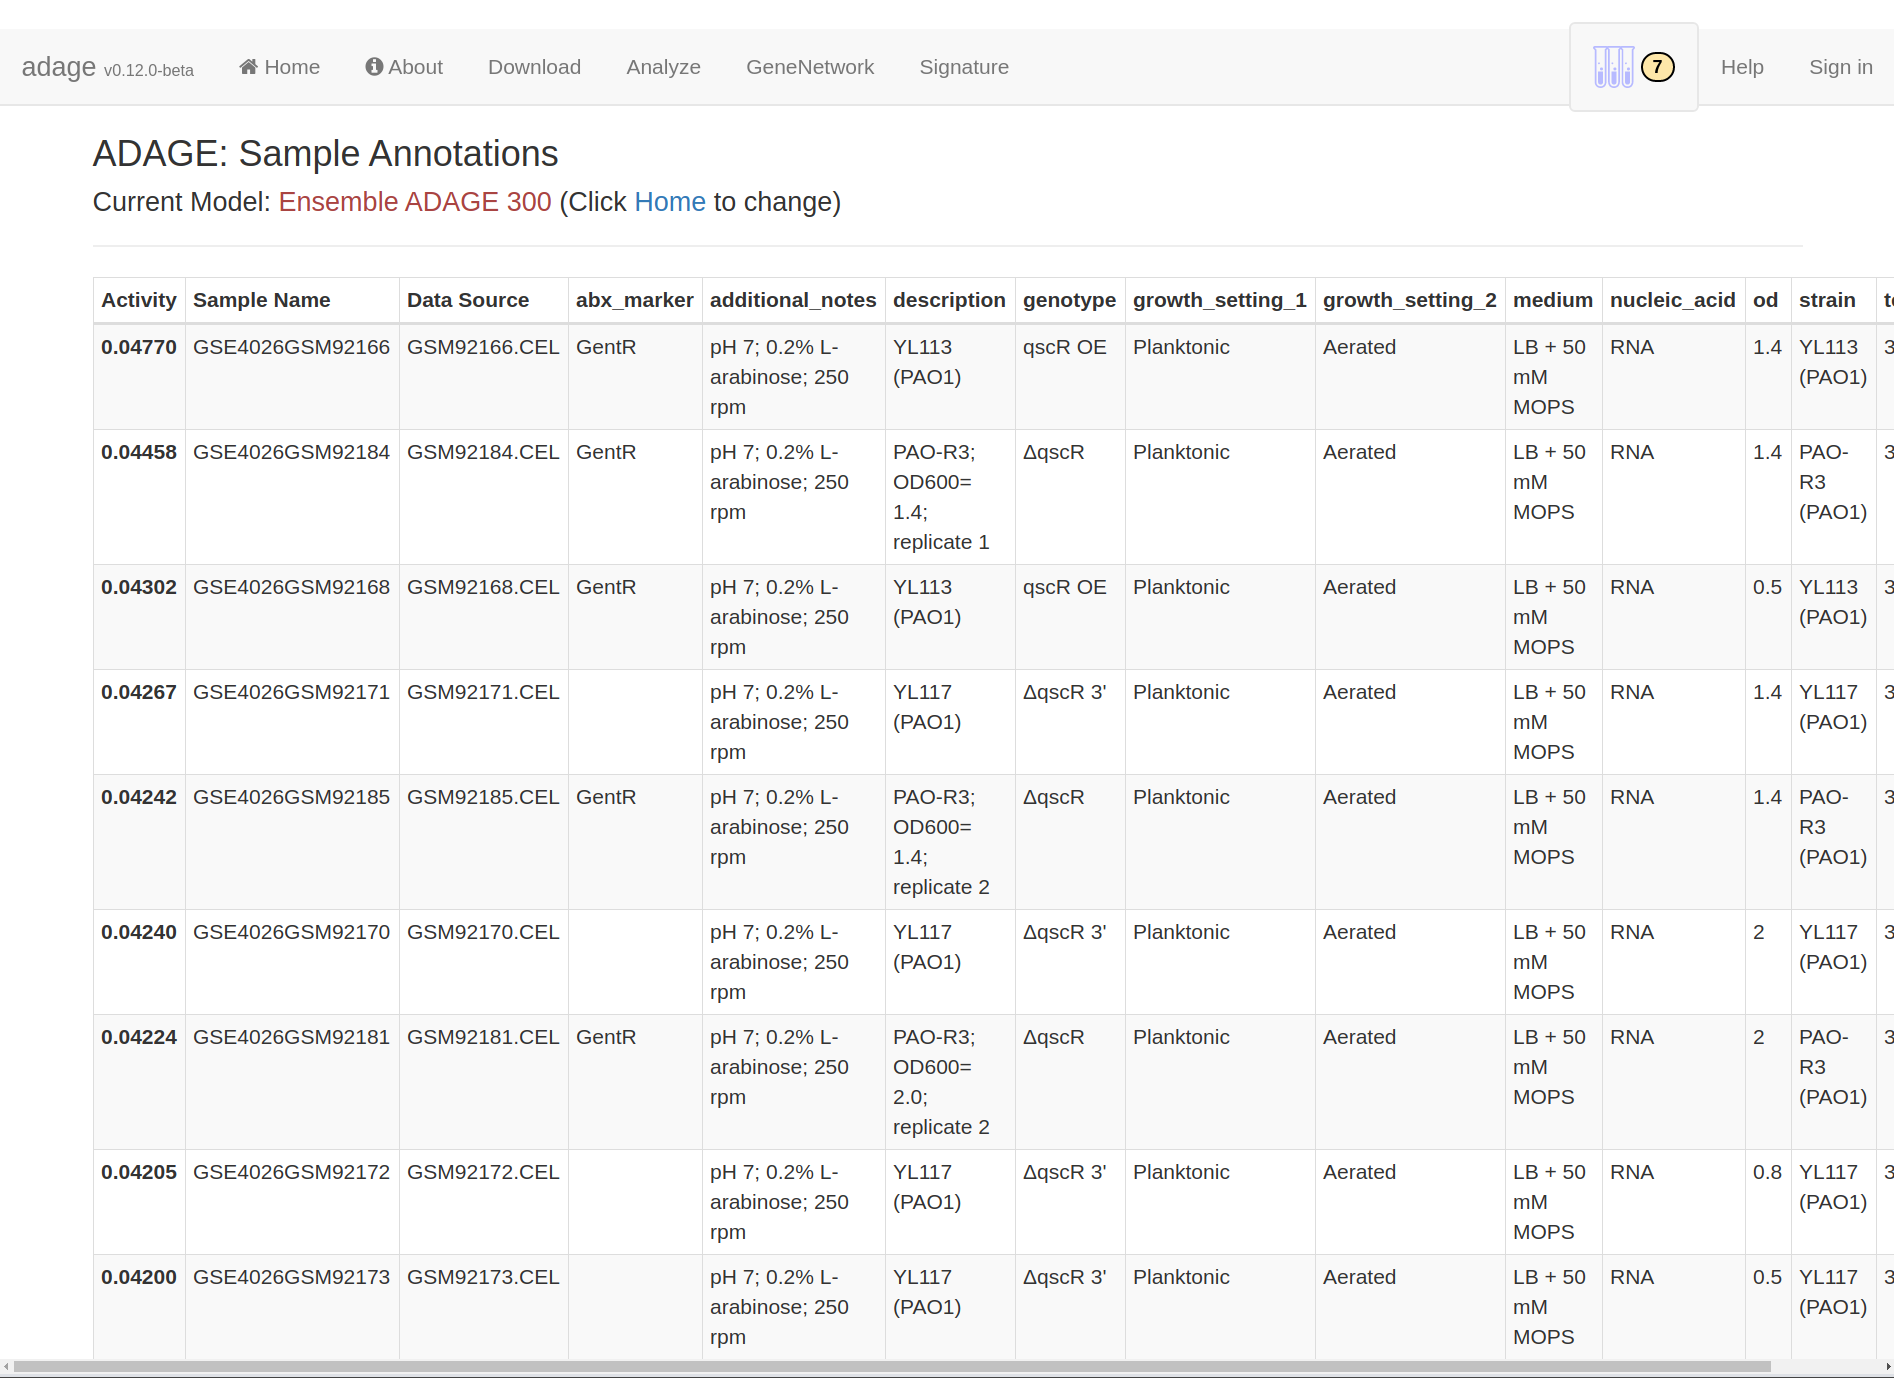 adage v0.12.0-beta Home About Download Analyze GeneNetwork Signature 7 Help Sign in
ADAGE: Sample Annotations
Current Model: Ensemble ADAGE 300 (Click Home to change)
Activity Sample Name Data Source abx_marker additional_notes description genotype growth_setting_1 growth_setting_2 medium nucleic_acid od strain
0.04770 GSE4026GSM92166 GSM92166.CEL GentR pH 7; 0.2% L- YL113 qscR OE Planktonic Aerated LB + 50 RNA 1.4 YL113
arabinose; 250 (PAO1) mM (PAO1)
rpm MOPS
0.04458 GSE4026GSM92184 GSM92184.CEL GentR pH 7; 0.2% L- PAO-R3; ΔqscR Planktonic Aerated LB + 50 RNA 1.4 PAO-
arabinose; 250 OD600= mM R3
rpm 1.4; MOPS (PAO1)
replicate 1
0.04302 GSE4026GSM92168 GSM92168.CEL GentR pH 7; 0.2% L- YL113 qscR OE Planktonic Aerated LB + 50 RNA 0.5 YL113
arabinose; 250 (PAO1) mM (PAO1)
rpm MOPS
0.04267 GSE4026GSM92171 GSM92171.CEL pH 7; 0.2% L- YL117 ΔqscR 3' Planktonic Aerated LB + 50 RNA 1.4 YL117
arabinose; 250 (PAO1) mM (PAO1)
rpm MOPS
0.04242 GSE4026GSM92185 GSM92185.CEL GentR pH 7; 0.2% L- PAO-R3; ΔqscR Planktonic Aerated LB + 50 RNA 1.4 PAO-
arabinose; 250 OD600= mM R3
rpm 1.4; MOPS (PAO1)
replicate 2
0.04240 GSE4026GSM92170 GSM92170.CEL pH 7; 0.2% L- YL117 ΔqscR 3' Planktonic Aerated LB + 50 RNA 2 YL117
arabinose; 250 (PAO1) mM (PAO1)
rpm MOPS
0.04224 GSE4026GSM92181 GSM92181.CEL GentR pH 7; 0.2% L- PAO-R3; ΔqscR Planktonic Aerated LB + 50 RNA 2 PAO-
arabinose; 250 OD600= mM R3
rpm 2.0; MOPS (PAO1)
replicate 2
0.04205 GSE4026GSM92172 GSM92172.CEL pH 7; 0.2% L- YL117 ΔqscR 3' Planktonic Aerated LB + 50 RNA 0.8 YL117
arabinose; 250 (PAO1) mM (PAO1)
rpm MOPS
0.04200 GSE4026GSM92173 GSM92173.CEL pH 7; 0.2% L- YL117 ΔqscR 3' Planktonic Aerated LB + 50 RNA 0.5 YL117
arabinose; 250 (PAO1) mM (PAO1)
rpm MOPS